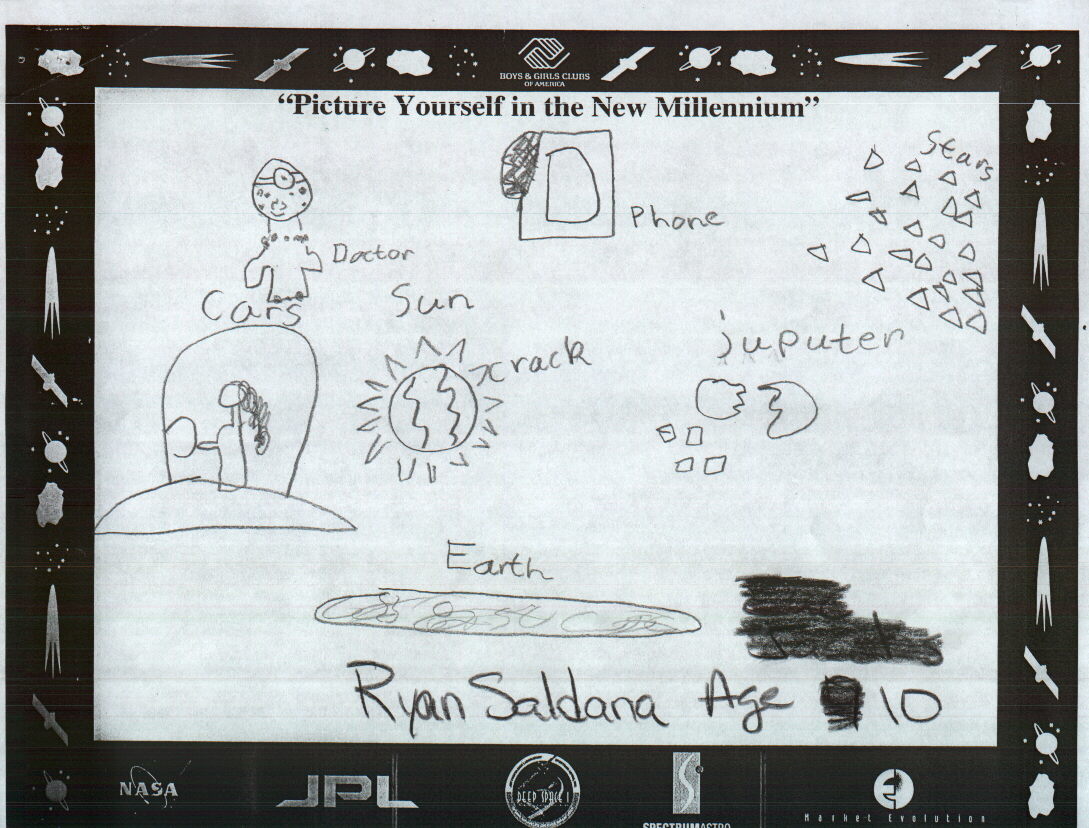 BOYS & GIRLS CLUBS
OF AMERICA
“Picture Yourself in the New Millennium”
Stars
Phone
Doctor
Cars
Sun
crack
juputer
Earth
Ryan Saldana Age 10
NASA
JPL
DEEP SPACE 1
SPECTRUMASTRO
Market Evolution